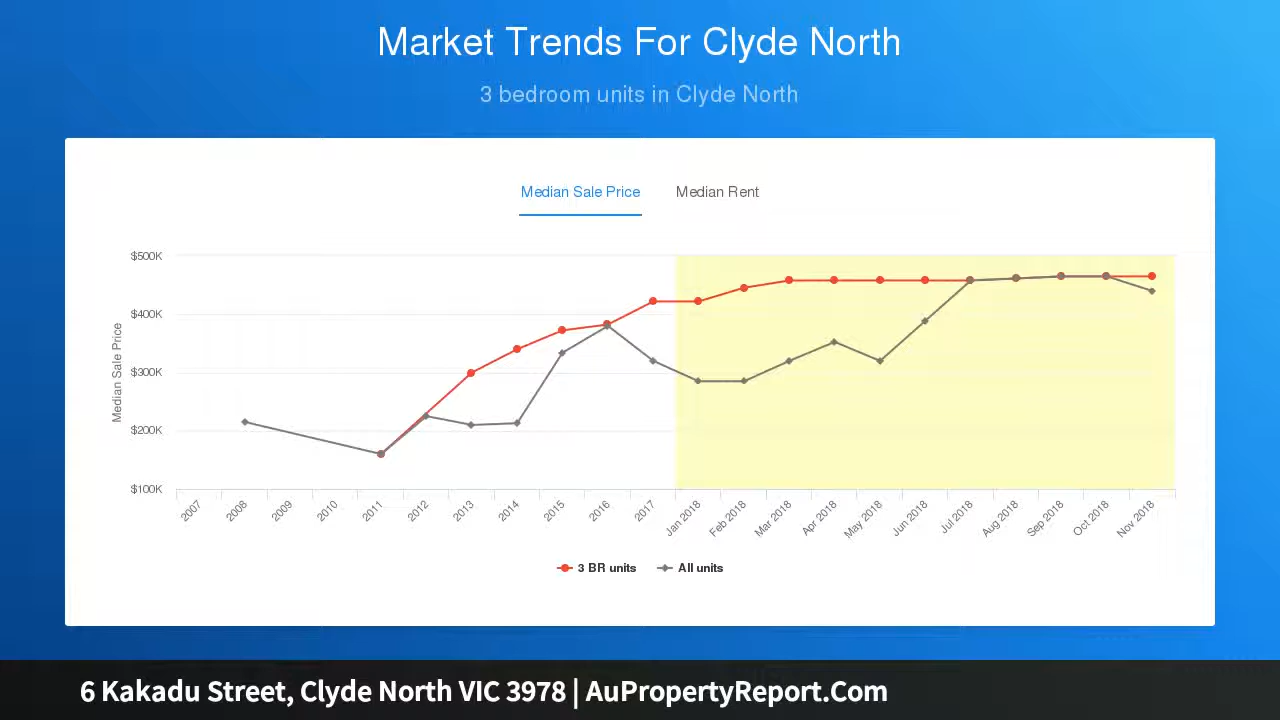 Market Trends For Clyde North
3 bedroom units in Clyde North
Median Sale Price
Median Rent
Median Sale Price
$500K
$400K
$300K
$200K
$100K
2007
2008
2009
2010
2011
2012
2013
2014
2015
2016
2017
Jan 2018
Feb 2018
Mar 2018
Apr 2018
May 2018
Jun 2018
Jul 2018
Aug 2018
Sep 2018
Oct 2018
Nov 2018
3 BR units
All units
6 Kakadu Street, Clyde North VIC 3978 | AuPropertyReport.Com